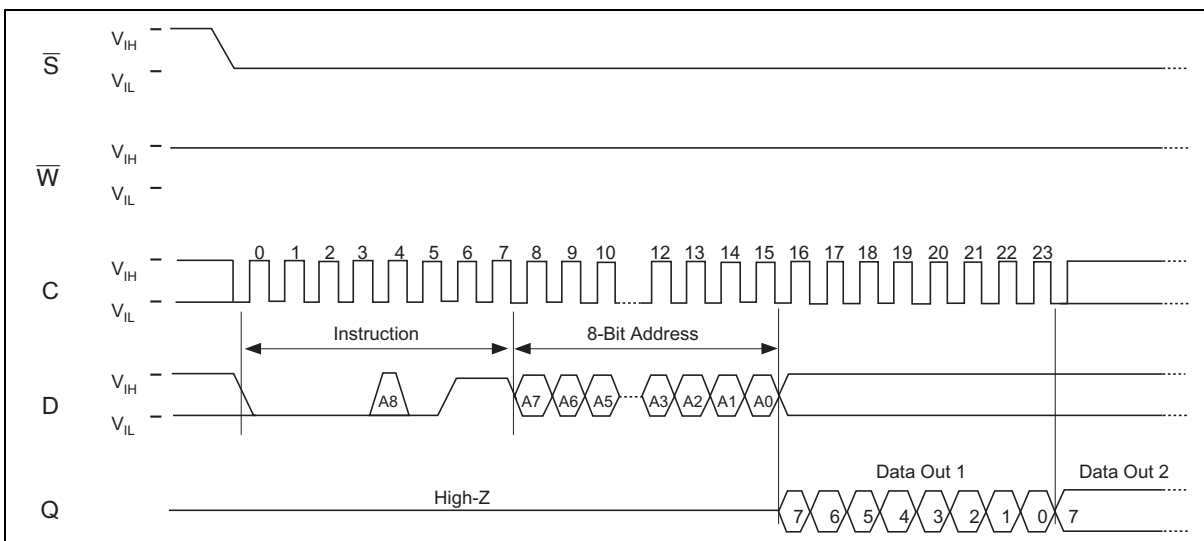 S̅
V_IH
V_IL
W̅
V_IH
V_IL
0 1 2 3 4 5 6 7 8 9 10 12 13 14 15 16 17 18 19 20 21 22 23
C
V_IH
V_IL
Instruction
8-Bit Address
D
V_IH
V_IL
A8
A7 A6 A5 A3 A2 A1 A0
Data Out 1
Data Out 2
Q
High-Z
7 6 5 4 3 2 1 0 7